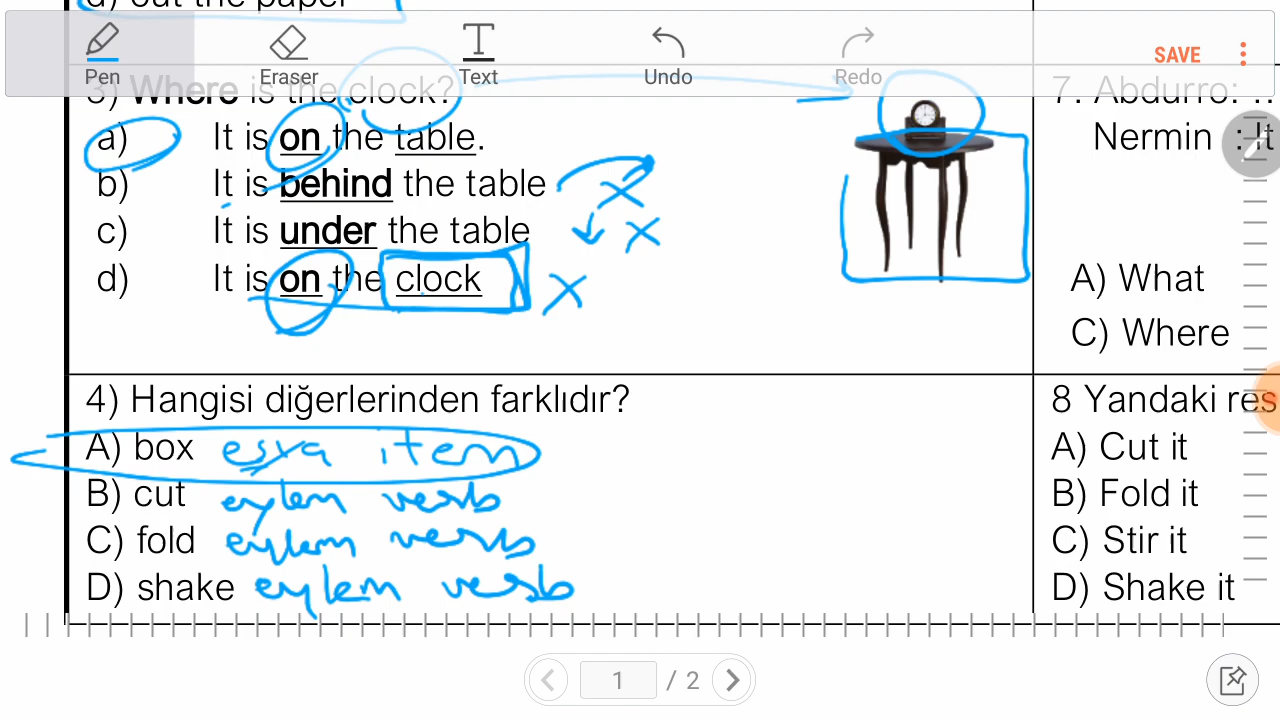 d) cut the paper
Pen Eraser Text Undo Redo SAVE
3) Where is the clock?
a) It is on the table.
b) It is behind the table
c) It is under the table
d) It is on the clock
4) Hangisi diğerlerinden farklıdır?
A) box eşya item
B) cut eylem verb
C) fold eylem verb
D) shake eylem verb
7. Abdurro: ..
Nermin : It
A) What
C) Where
8 Yandaki res
A) Cut it
B) Fold it
C) Stir it
D) Shake it
1 / 2